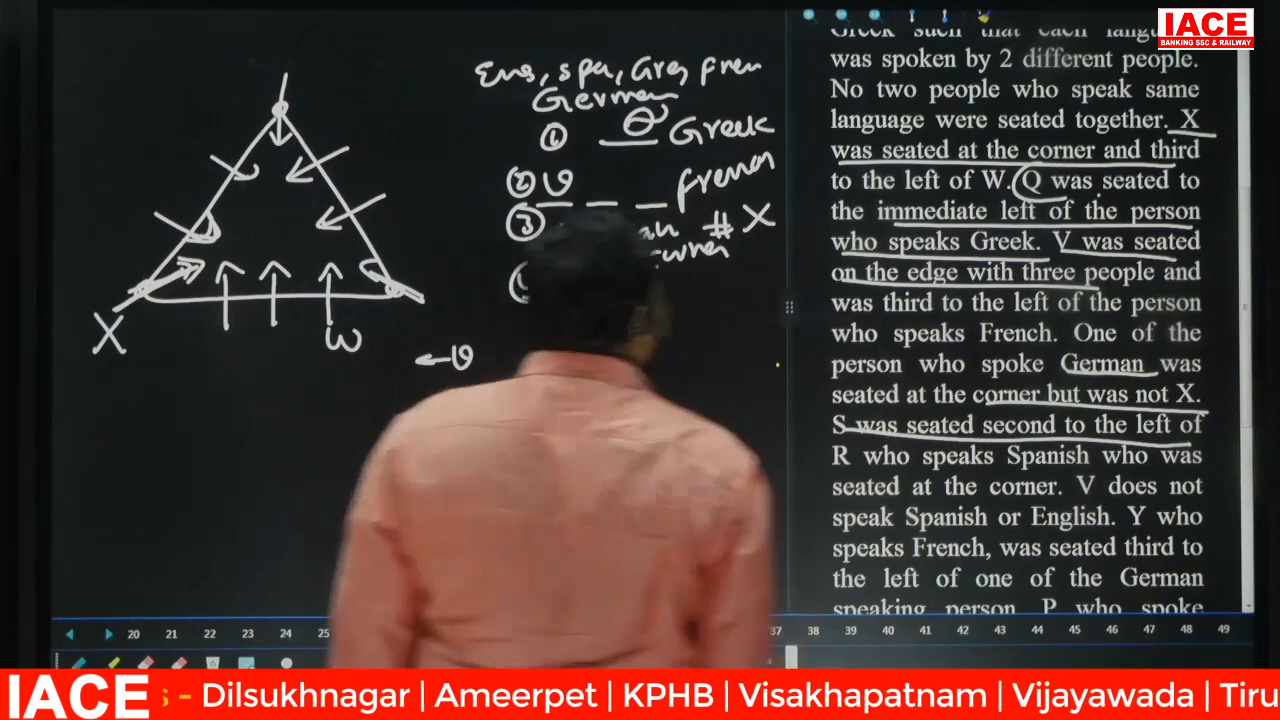 IACE
BANKING SSC & RAILWAY
Greek such that each
was spoken by 2 different people.
No two people who speak same
language were seated together. X
was seated at the corner and third
to the left of W. Q was seated to
the immediate left of the person
who speaks Greek. V was seated
on the edge with three people and
was third to the left of the person
who speaks French. One of the
person who spoke German was
seated at the corner but was not X.
S was seated second to the left of
R who speaks Spanish who was
seated at the corner. V does not
speak Spanish or English. Y who
speaks French, was seated third to
the left of one of the German
speaking person. P who spoke
Eng, spa, Gre, fren
German
① Q Greek
② V _ _ _ french
③ # X
corner
X
W
←V
20 21 22 23 24 25 37 38 39 40 41 42 43 44 45 46 47 48 49
IACE
s - Dilsukhnagar | Ameerpet | KPHB | Visakhapatnam | Vijayawada | Tiru